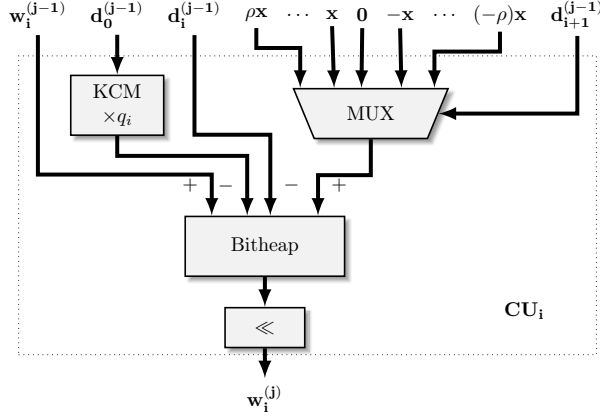 w_i^(j−1) d_0^(j−1) d_i^(j−1) ρx ⋯ x 0 −x ⋯ (−ρ)x d_{i+1}^(j−1)
KCM
×q_i
MUX
+ − − +
Bitheap
≪
CU_i
w_i^(j)